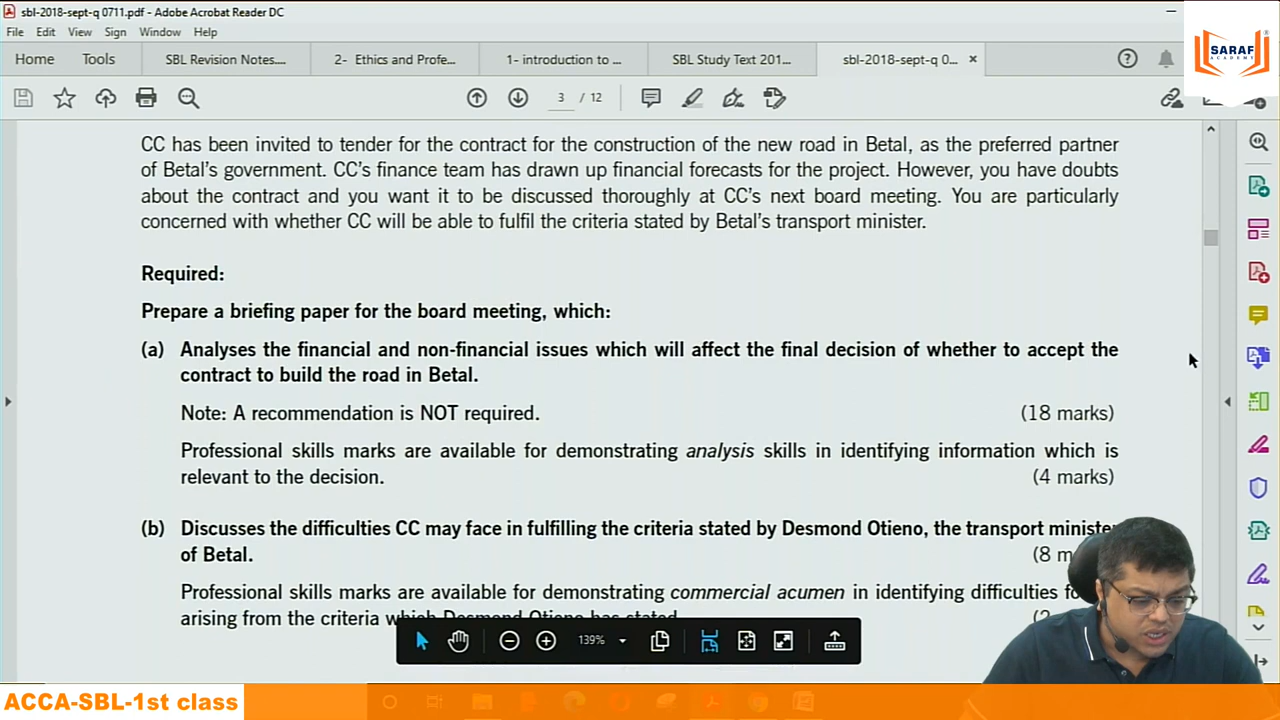 sbl-2018-sept-q 0711.pdf - Adobe Acrobat Reader DC
File Edit View Sign Window Help
Home Tools SBL Revision Notes.... 2- Ethics and Profe... 1- introduction to ... SBL Study Text 201... sbl-2018-sept-q 0... ×
3 / 12
SARAF
ACADEMY
CC has been invited to tender for the contract for the construction of the new road in Betal, as the preferred partner
of Betal's government. CC's finance team has drawn up financial forecasts for the project. However, you have doubts
about the contract and you want it to be discussed thoroughly at CC's next board meeting. You are particularly
concerned with whether CC will be able to fulfil the criteria stated by Betal's transport minister.
Required:
Prepare a briefing paper for the board meeting, which:
(a) Analyses the financial and non-financial issues which will affect the final decision of whether to accept the
contract to build the road in Betal.
Note: A recommendation is NOT required. (18 marks)
Professional skills marks are available for demonstrating analysis skills in identifying information which is
relevant to the decision. (4 marks)
(b) Discusses the difficulties CC may face in fulfilling the criteria stated by Desmond Otieno, the transport minister
of Betal. (8 m
Professional skills marks are available for demonstrating commercial acumen in identifying difficulties
arising from the criteria which Desmond Otieno has stated.
139%
ACCA-SBL-1st class